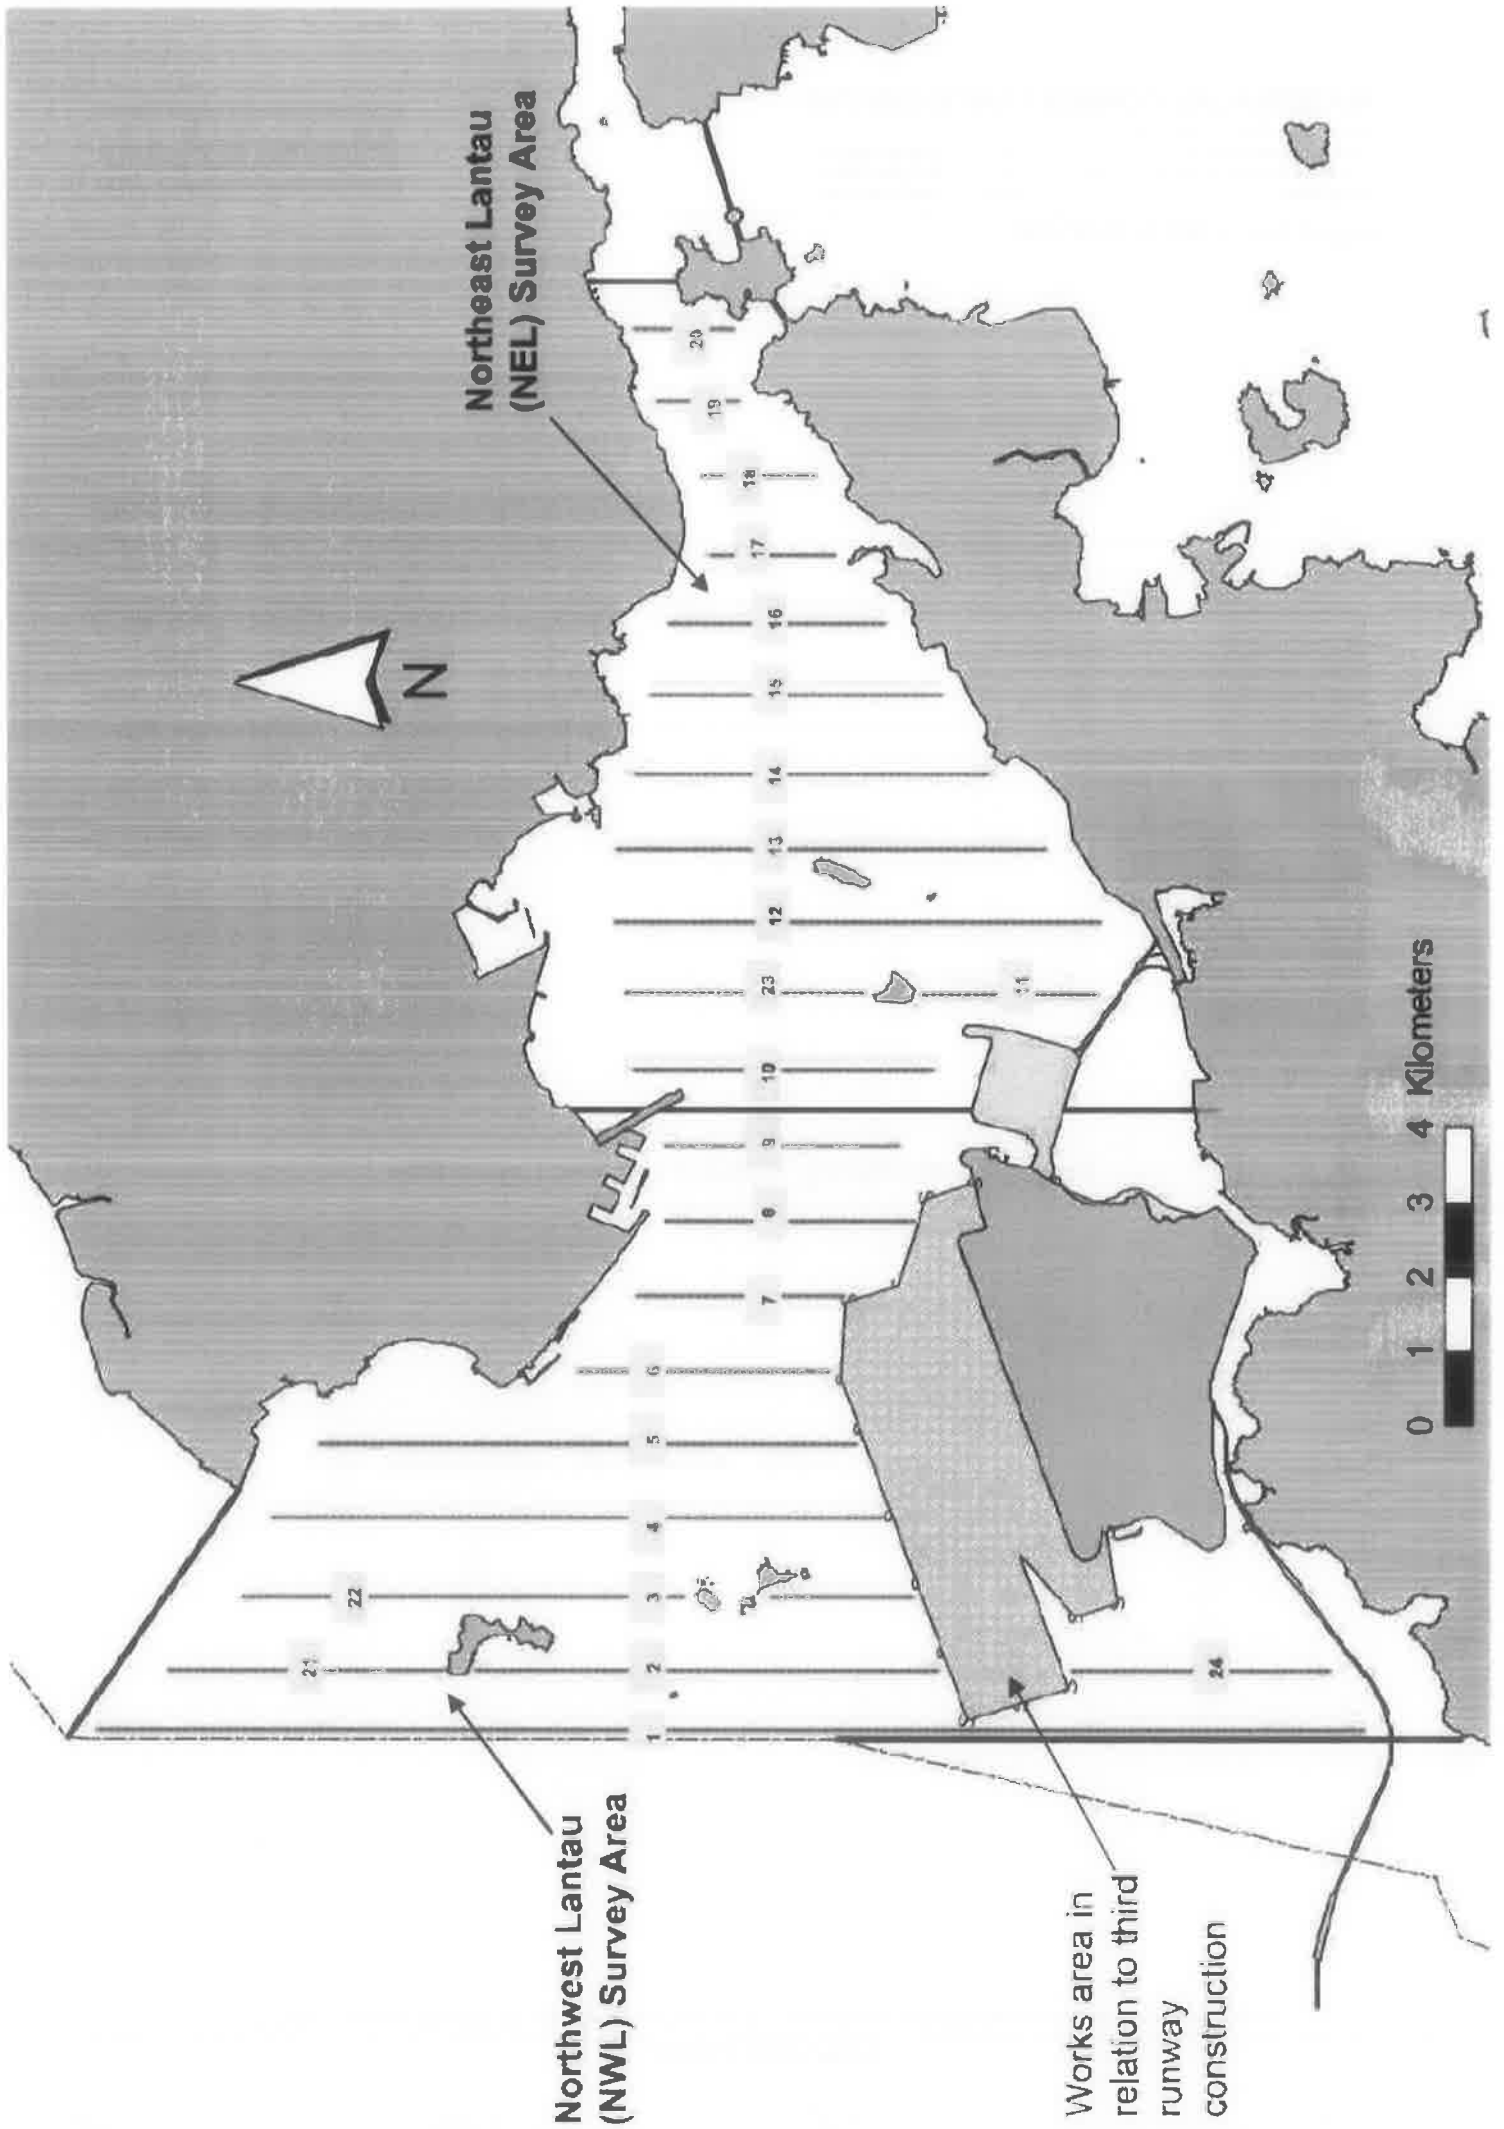 Northeast Lantau
(NEL) Survey Area
N
20
19
18
17
16
15
14
13
12
23
11
10
9
8
7
6
5
4
22
3
21
2
24
1
Northwest Lantau
(NWL) Survey Area
Works area in
relation to third
runway
construction
0 1 2 3 4 Kilometers